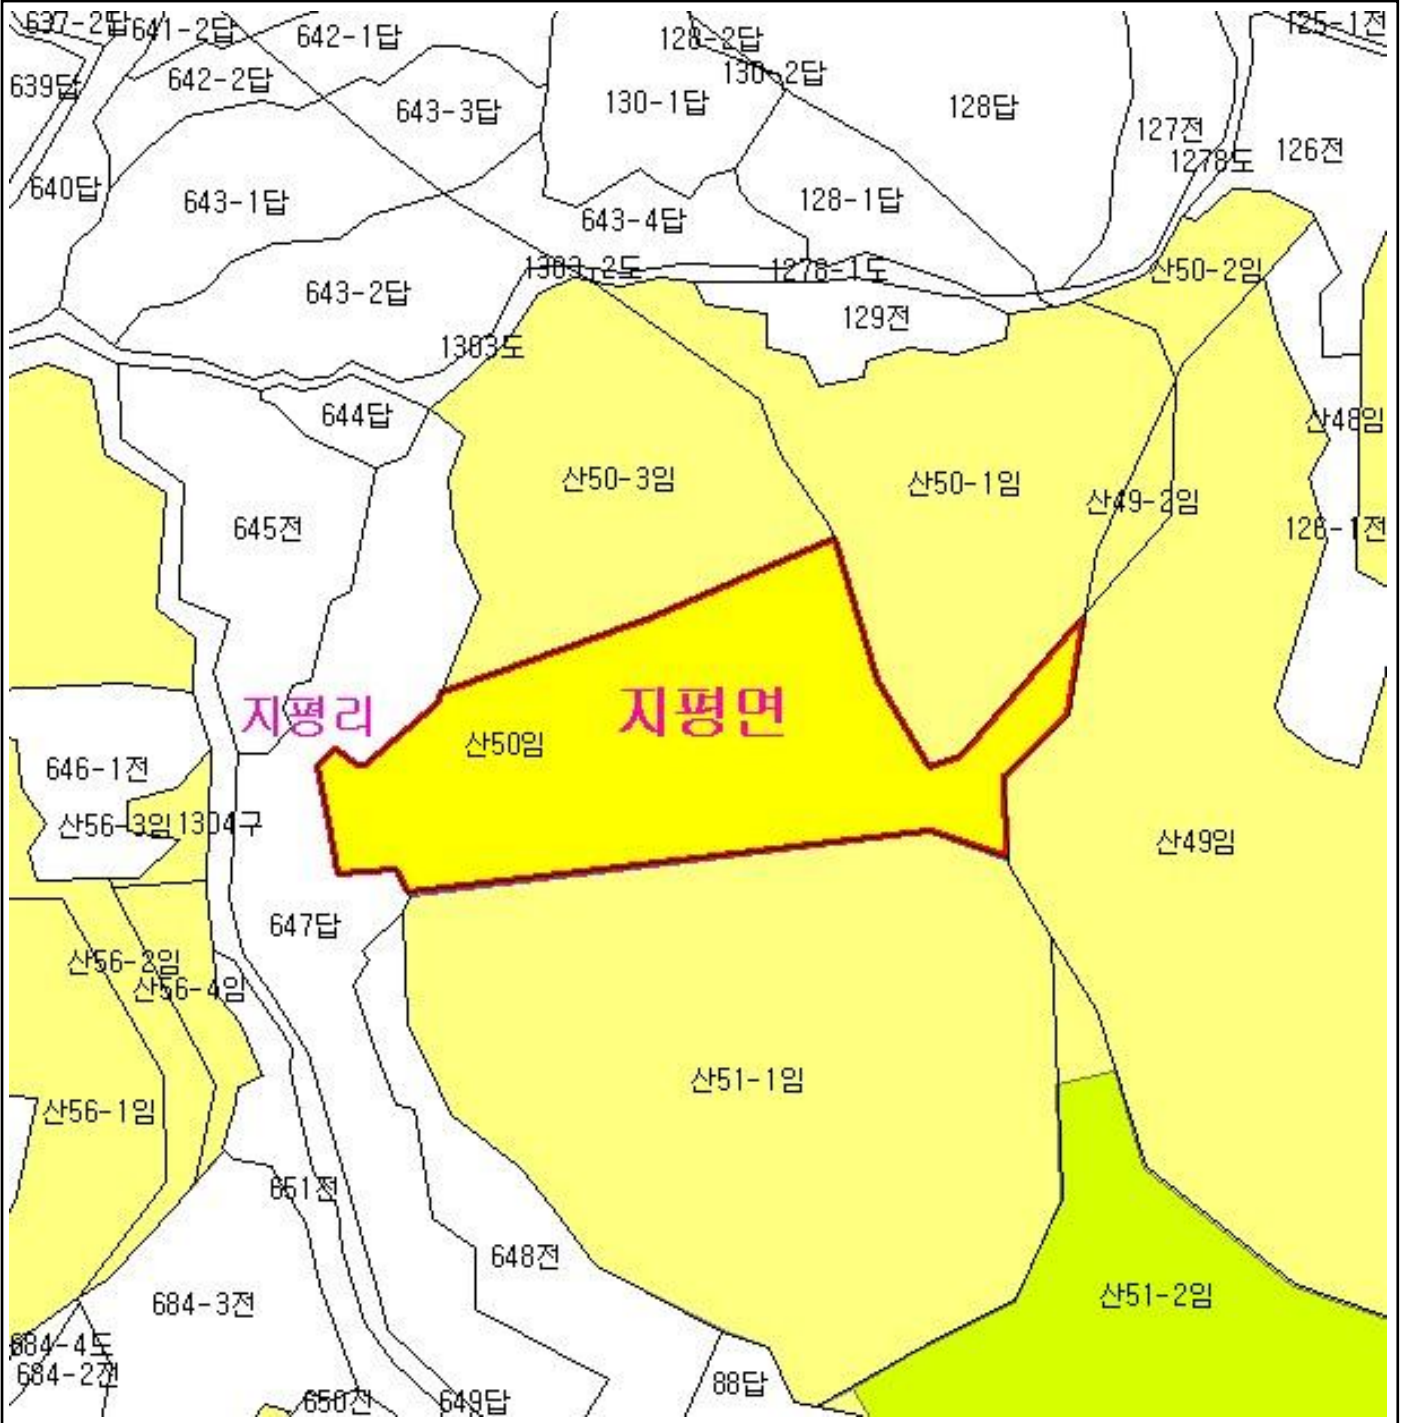 637-2답
641-2답
642-1답
128-2답
125-1전
639답
642-2답
643-3답
130-2답
130-1답
128답
127전
1278도
126전
640답
643-1답
643-4답
128-1답
1303-2도
1278-1도
산50-2임
643-2답
129전
1303도
644답
산48임
산50-3임
산50-1임
산49-2임
645전
126-1전
지평리
지평면
산50임
646-1전
산56-3임
1304구
산49임
647답
산56-2임
산56-4임
산51-1임
산56-1임
651전
648전
산51-2임
684-3전
684-4도
684-2전
88답
650전
649답